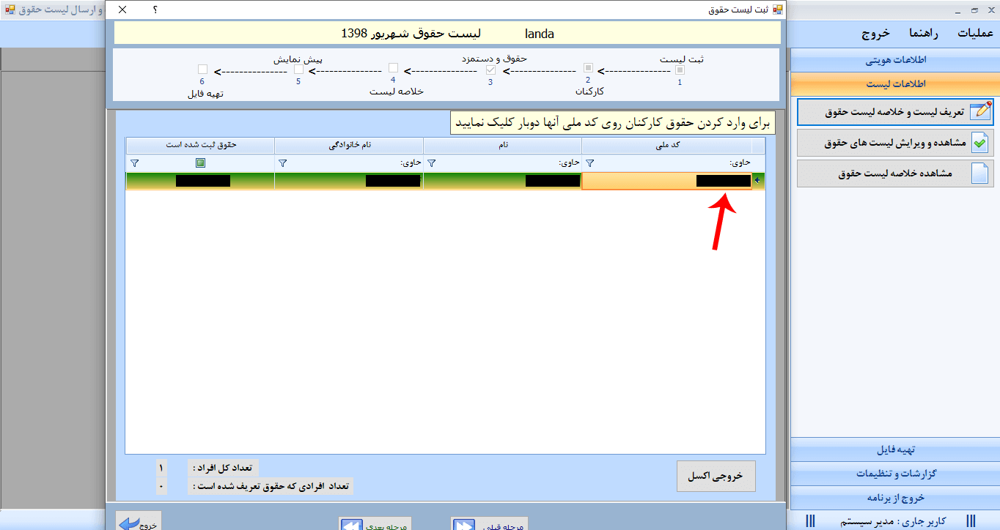 و ارسال لیست حقوق
ثبت لیست حقوق
؟
عملیات راهنما خروج
لیست حقوق شهریور 1398 landa
ثبت لیست
1
2
کارکنان
حقوق و دستمزد
3
4
خلاصه لیست
پیش نمایش
5
6
تهیه فایل
برای وارد کردن حقوق کارکنان روی کد ملی آنها دوبار کلیک نمایید
کد ملی نام نام خانوادگی حقوق ثبت شده است
حاوی: حاوی: حاوی:
تعداد کل افراد : ۱
تعداد افرادی که حقوق تعریف شده است : ۰
خروجی اکسل
مرحله قبلی مرحله بعدی خروج
اطلاعات هویتی
اطلاعات لیست
تعریف لیست و خلاصه لیست حقوق
مشاهده و ویرایش لیست های حقوق
مشاهده خلاصه لیست حقوق
تهیه فایل
گزارشات و تنظیمات
خروج از برنامه
کاربر جاری : مدیر سیستم